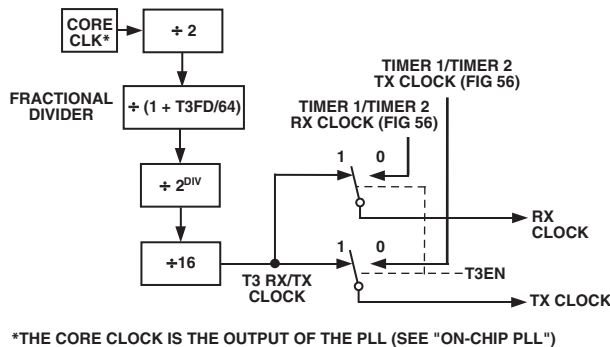 CORE
CLK*
÷ 2
TIMER 1/TIMER 2
TX CLOCK (FIG 56)
FRACTIONAL
DIVIDER
÷ (1 + T3FD/64)
TIMER 1/TIMER 2
RX CLOCK (FIG 56)
1 0
÷ 2DIV
RX
CLOCK
÷16
1 0
T3 RX/TX
CLOCK
T3EN
TX CLOCK
*THE CORE CLOCK IS THE OUTPUT OF THE PLL (SEE "ON-CHIP PLL")